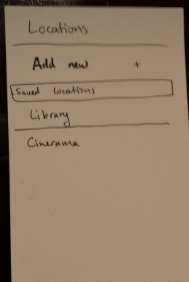 Locations
Add new +
Saved Locations
Library
Cinerama